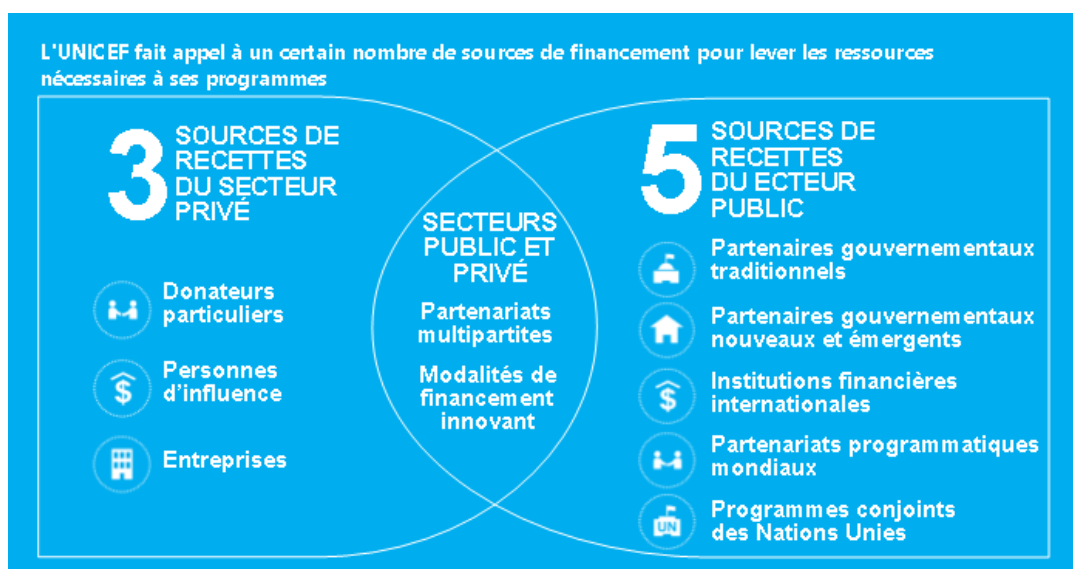 L'UNICEF fait appel à un certain nombre de sources de financement pour lever les ressources
nécessaires à ses programmes
3
SOURCES DE
RECETTES
DU SECTEUR
PRIVÉ
Donateurs
particuliers
$
Personnes
d'influence
Entreprises
SECTEURS
PUBLIC ET
PRIVÉ
Partenariats
multipartites
Modalités de
financement
innovant
5
SOURCES DE
RECETTES
DU ECTEUR
PUBLIC
Partenaires gouvernementaux
traditionnels
Partenaires gouvernementaux
nouveaux et émergents
$
Institutions financières
internationales
Partenariats programmatiques
mondiaux
UN
Programmes conjoints
des Nations Unies